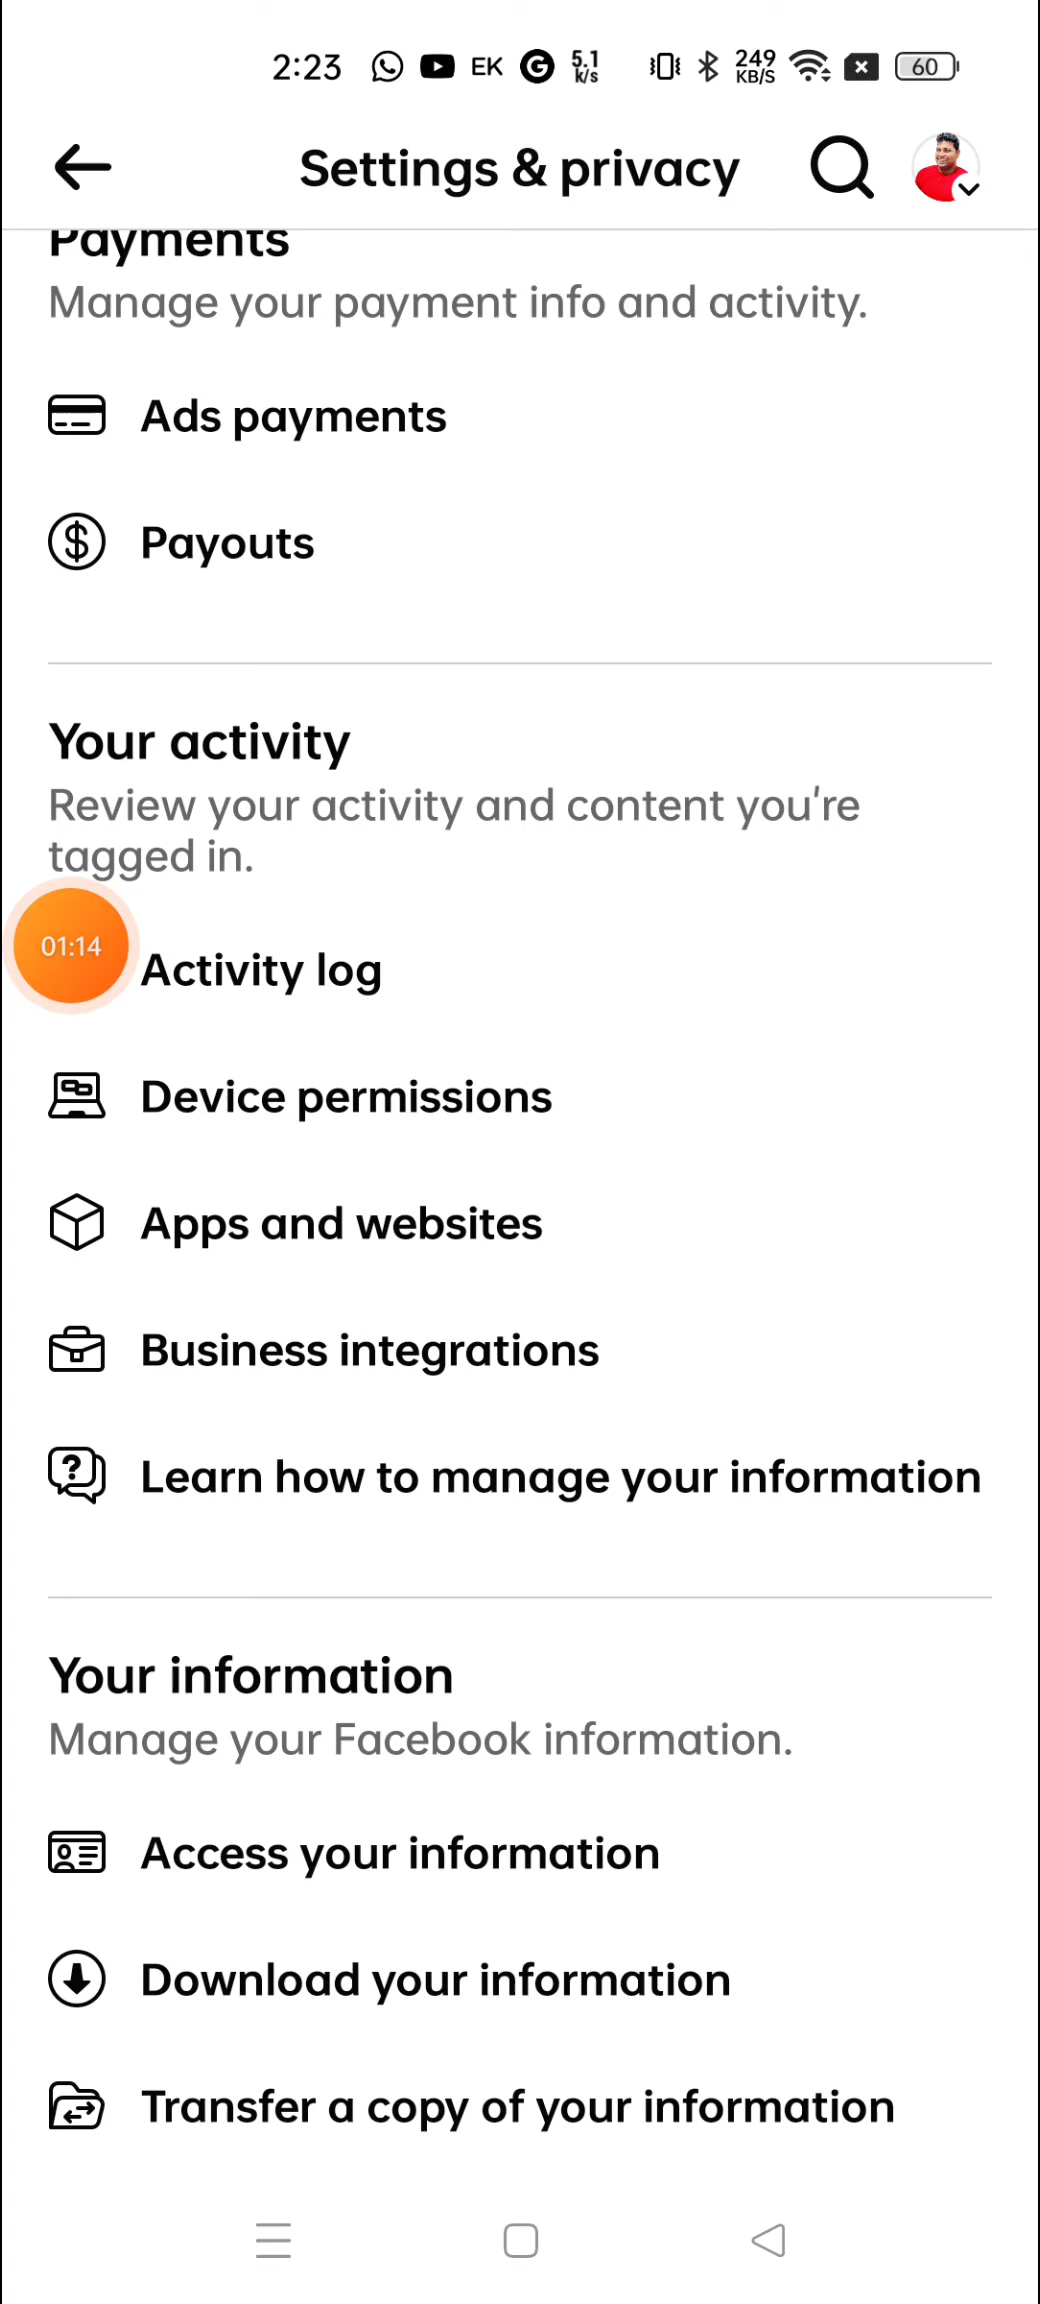 2:23 EK G 5.1 K/s 249 KB/S 60
Settings & privacy
Payments
Manage your payment info and activity.
Ads payments
Payouts
Your activity
Review your activity and content you're
tagged in.
01:14
Activity log
Device permissions
Apps and websites
Business integrations
Learn how to manage your information
Your information
Manage your Facebook information.
Access your information
Download your information
Transfer a copy of your information